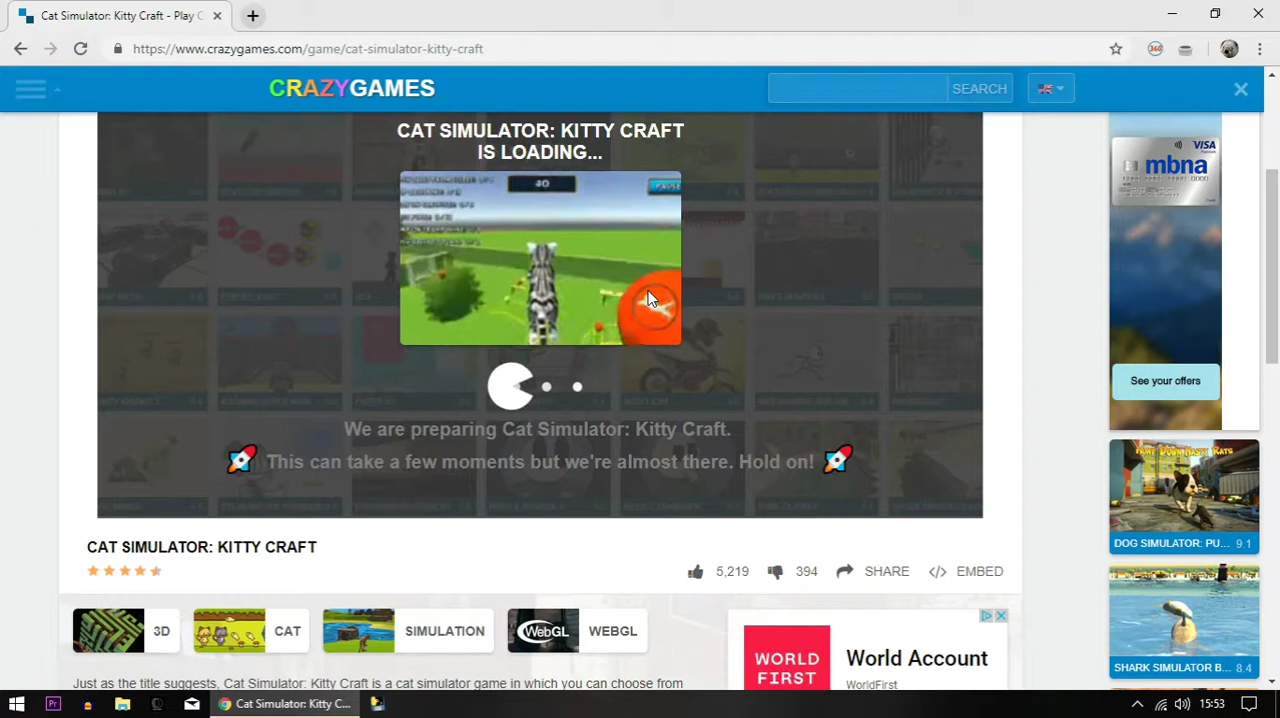 Cat Simulator: Kitty Craft - Play C
https://www.crazygames.com/game/cat-simulator-kitty-craft
CRAZYGAMES
SEARCH
CAT SIMULATOR: KITTY CRAFT
IS LOADING...
40
PAUSE
VISA
mbna
We are preparing Cat Simulator: Kitty Craft.
This can take a few moments but we're almost there. Hold on!
See your offers
DOG SIMULATOR: PU... 9.1
CAT SIMULATOR: KITTY CRAFT
5,219 394 SHARE EMBED
3D CAT SIMULATION WebGL WEBGL
SHARK SIMULATOR B... 8.4
WORLD
FIRST
World Account
WorldFirst
Just as the title suggests, Cat Simulator: Kitty Craft is a cat simulator game in which you can choose from
Pr Cat Simulator: Kitty C... 15:53